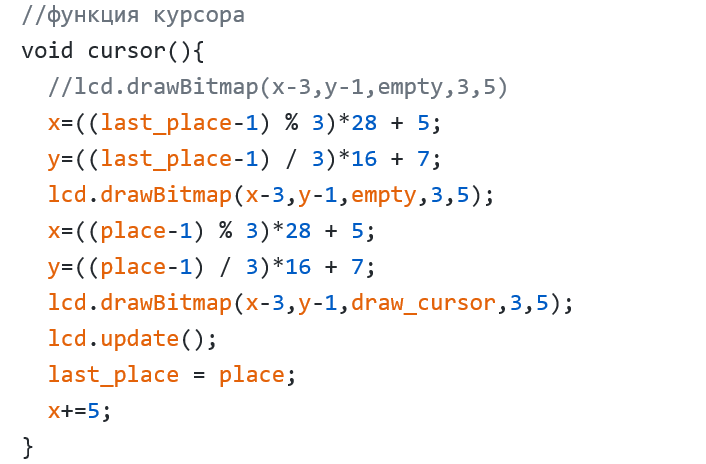 //функция курсора
void cursor(){
  //lcd.drawBitmap(x-3,y-1,empty,3,5)
  x=((last_place-1) % 3)*28 + 5;
  y=((last_place-1) / 3)*16 + 7;
  lcd.drawBitmap(x-3,y-1,empty,3,5);
  x=((place-1) % 3)*28 + 5;
  y=((place-1) / 3)*16 + 7;
  lcd.drawBitmap(x-3,y-1,draw_cursor,3,5);
  lcd.update();
  last_place = place;
  x+=5;
}